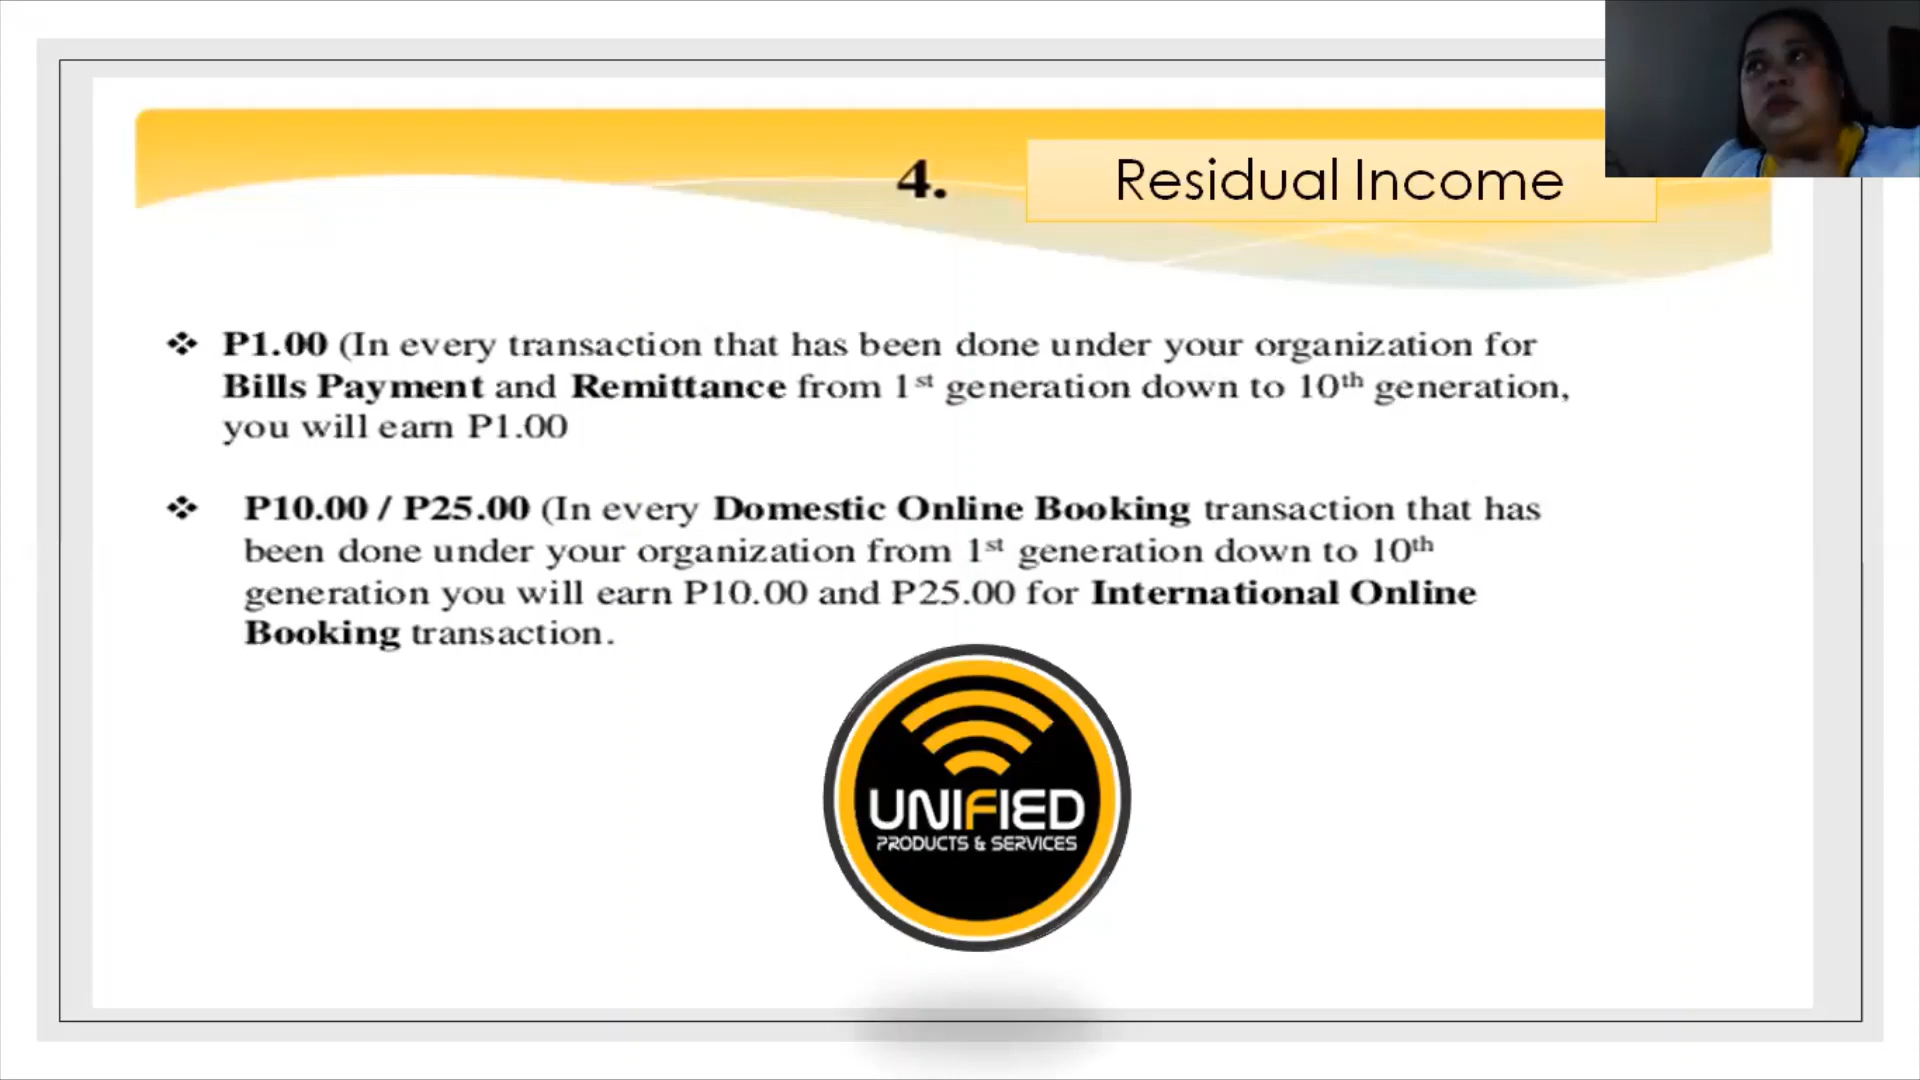 4.
Residual Income
❖ P1.00 (In every transaction that has been done under your organization for
Bills Payment and Remittance from 1st generation down to 10th generation,
you will earn P1.00
❖ P10.00 / P25.00 (In every Domestic Online Booking transaction that has
been done under your organization from 1st generation down to 10th
generation you will earn P10.00 and P25.00 for International Online
Booking transaction.
UNIFIED
PRODUCTS & SERVICES